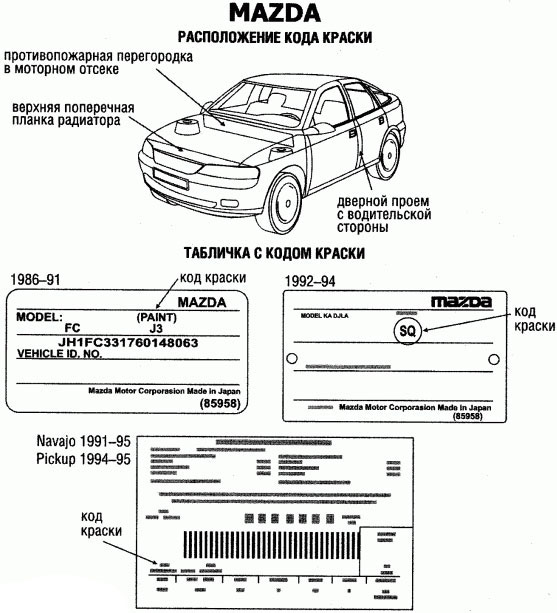 MAZDA
РАСПОЛОЖЕНИЕ КОДА КРАСКИ
противопожарная перегородка
в моторном отсеке
верхняя поперечная
планка радиатора
дверной проем
с водительской
стороны
ТАБЛИЧКА С КОДОМ КРАСКИ
1986–91
код краски
MAZDA
MODEL: (PAINT)
FC J3
JH1FC331760148063
VEHICLE ID. NO.
Mazda Motor Corporasion Made in Japan
(85958)
1992–94
mazda
MODEL KA DJLA
SQ
код
краски
Mazda Motor Corporasion Made in Japan
(85958)
Navajo 1991–95
Pickup 1994–95
код
краски